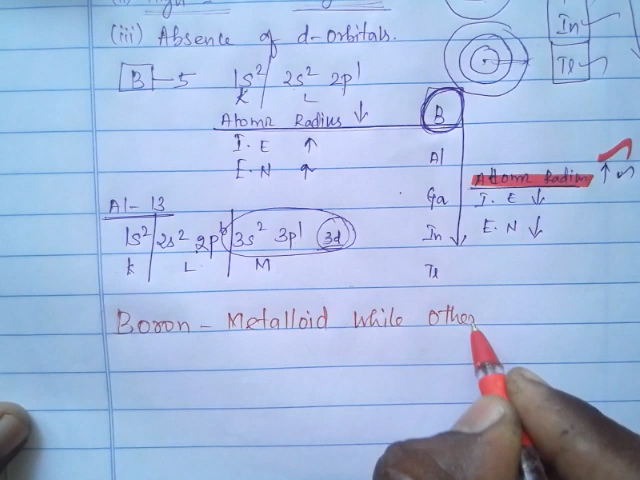 (iii) Absence of d-orbitals.
In
Tl
B - 5 1s² 2s² 2p¹
K L
Atomic Radius ↓
I. E ↑
E. N ↑
B
Al
Ga
In
Tl
Atomic Radius ↑
I. E ↓
E. N ↓
Al - 13
1s² 2s² 2p⁶ 3s² 3p¹ 3d
K L M
Boron - Metalloid while other